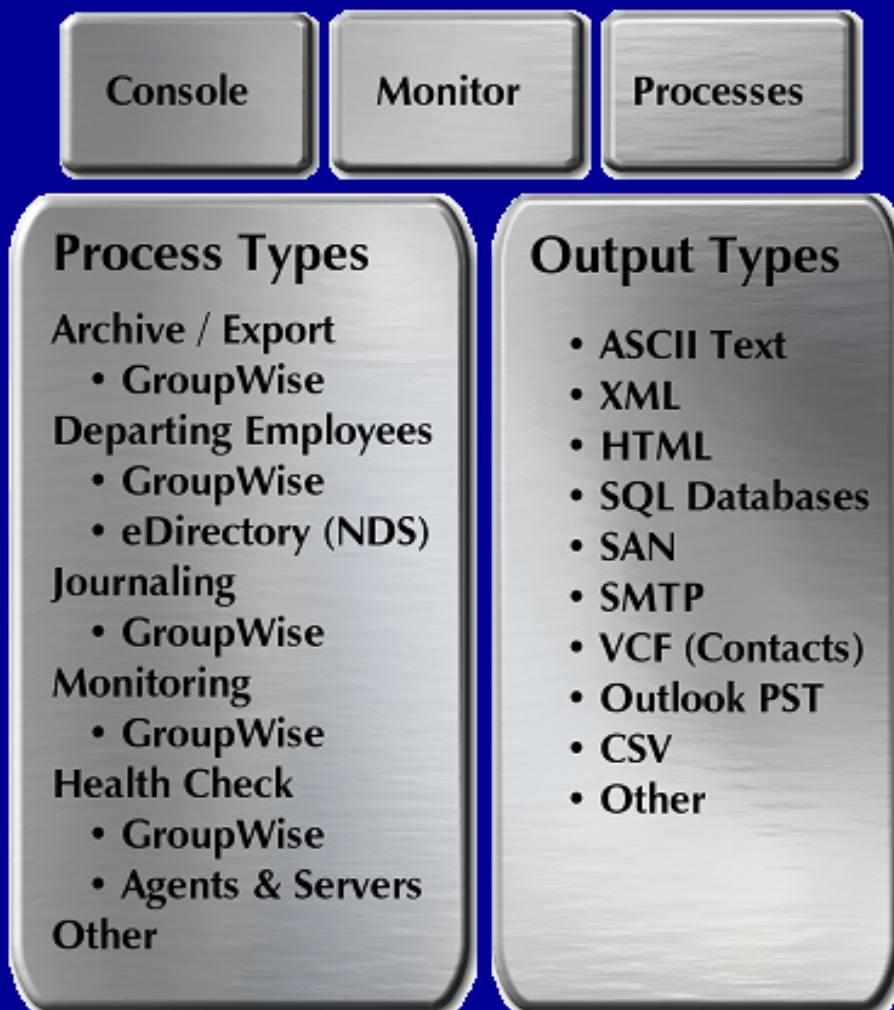 Console
Monitor
Processes
Process Types
Archive / Export
• GroupWise
Departing Employees
• GroupWise
• eDirectory (NDS)
Journaling
• GroupWise
Monitoring
• GroupWise
Health Check
• GroupWise
• Agents & Servers
Other
Output Types
• ASCII Text
• XML
• HTML
• SQL Databases
• SAN
• SMTP
• VCF (Contacts)
• Outlook PST
• CSV
• Other